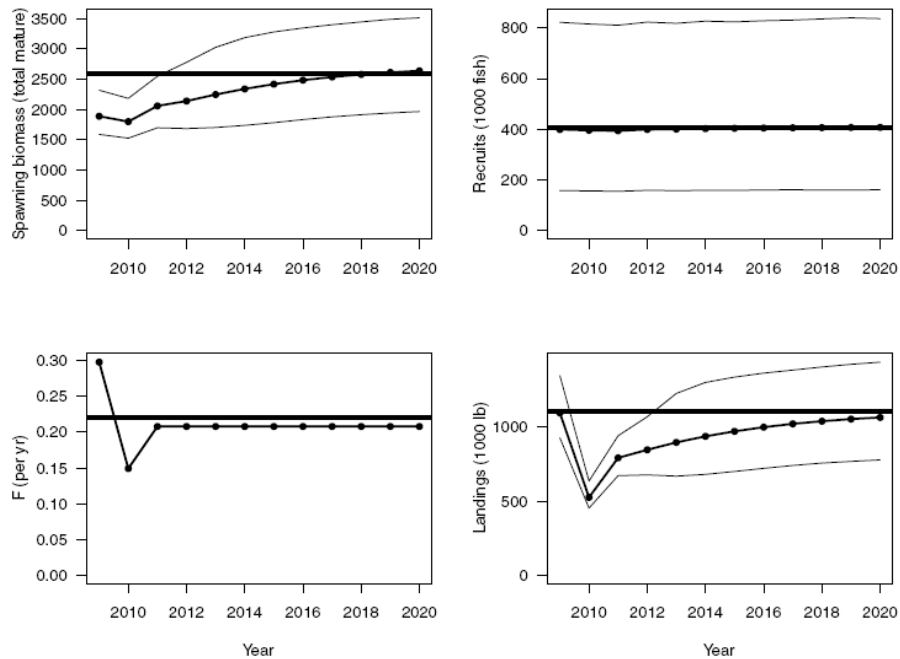 Spawning biomass (total mature)
3500
3000
2500
2000
1500
1000
500
0
2010 2012 2014 2016 2018 2020
Recruits (1000 fish)
800
600
400
200
0
2010 2012 2014 2016 2018 2020
F (per yr)
0.30
0.25
0.20
0.15
0.10
0.05
0.00
2010 2012 2014 2016 2018 2020
Year
Landings (1000 lb)
1000
500
0
2010 2012 2014 2016 2018 2020
Year